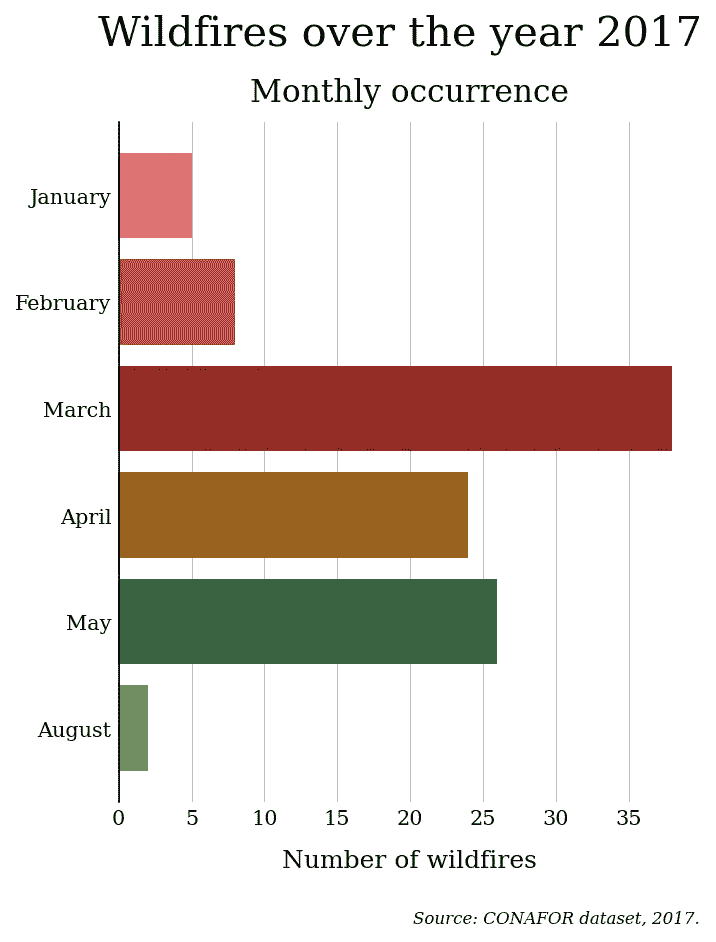 Wildfires over the year 2017
Monthly occurrence
January
February
March
April
May
August
0 5 10 15 20 25 30 35
Number of wildfires
Source: CONAFOR dataset, 2017.